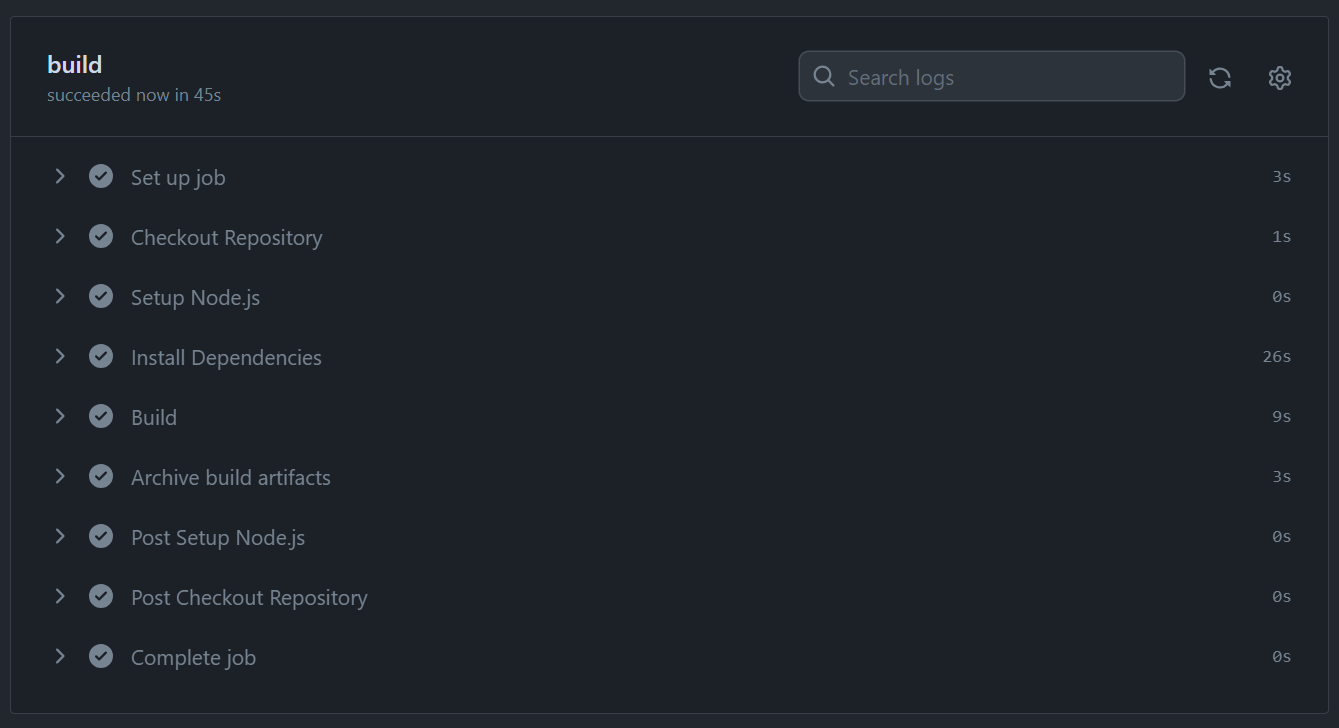 build
succeeded now in 45s
Search logs
Set up job 3s
Checkout Repository 1s
Setup Node.js 0s
Install Dependencies 26s
Build 9s
Archive build artifacts 3s
Post Setup Node.js 0s
Post Checkout Repository 0s
Complete job 0s